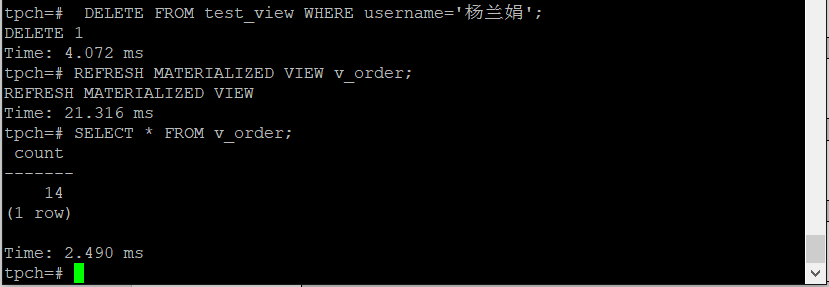 tpch=#  DELETE FROM test_view WHERE username='杨兰娟';
DELETE 1
Time: 4.072 ms
tpch=# REFRESH MATERIALIZED VIEW v_order;
REFRESH MATERIALIZED VIEW
Time: 21.316 ms
tpch=# SELECT * FROM v_order;
 count
-------
    14
(1 row)
Time: 2.490 ms
tpch=#